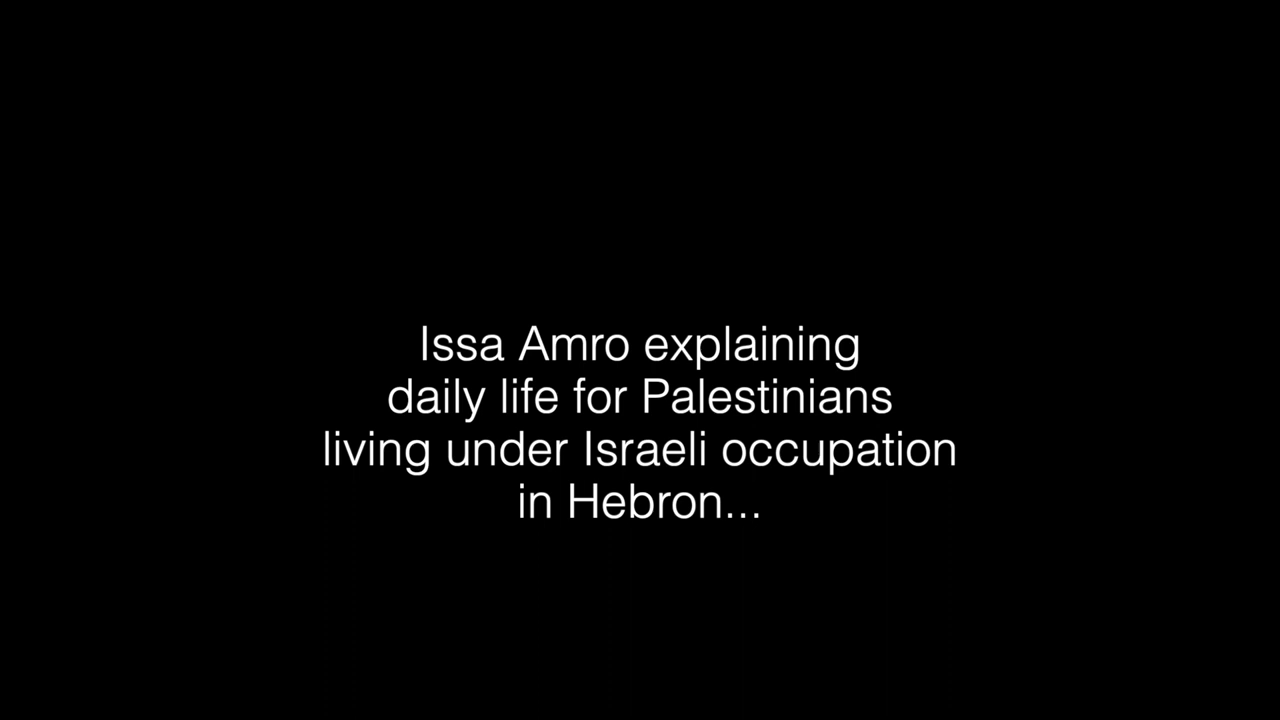 Issa Amro explaining
daily life for Palestinians
living under Israeli occupation
in Hebron...